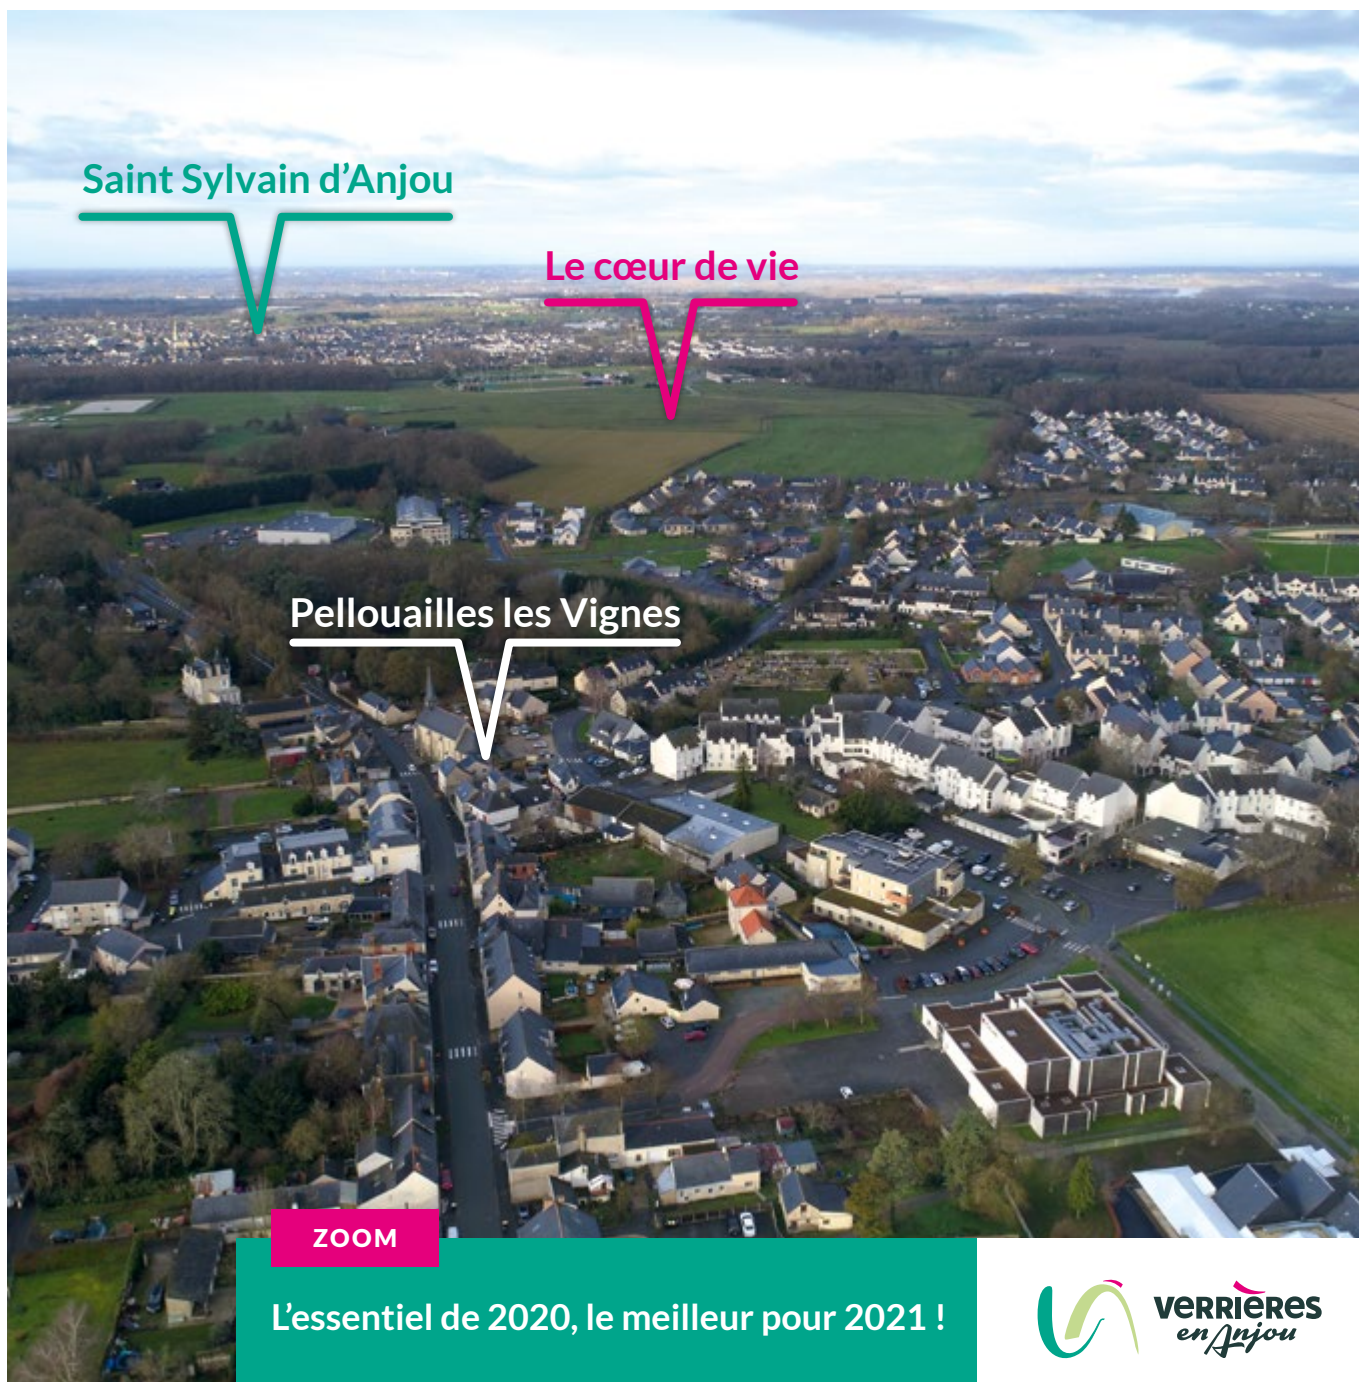 Saint Sylvain d’Anjou
Le cœur de vie
Pellouailles les Vignes
ZOOM
L’essentiel de 2020, le meilleur pour 2021 !
VERRIÈRES
en Anjou